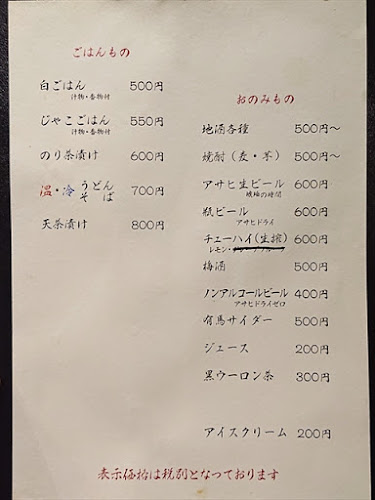 ごはんもの
白ごはん 500円
汁物・香物付
じゃこごはん 550円
汁物・香物付
のり茶漬け 600円
温・冷 うどん そば 700円
天茶漬け 800円
おのみもの
地酒各種 500円～
焼酎(麦・芋) 500円～
アサヒ生ビール 600円
琥珀の時間
瓶ビール 600円
アサヒドライ
チューハイ(生搾) 600円
レモン・
梅酒 500円
ノンアルコールビール 400円
アサヒドライゼロ
有馬サイダー 500円
ジュース 200円
黒ウーロン茶 300円
アイスクリーム 200円
表示価格は税別となっております